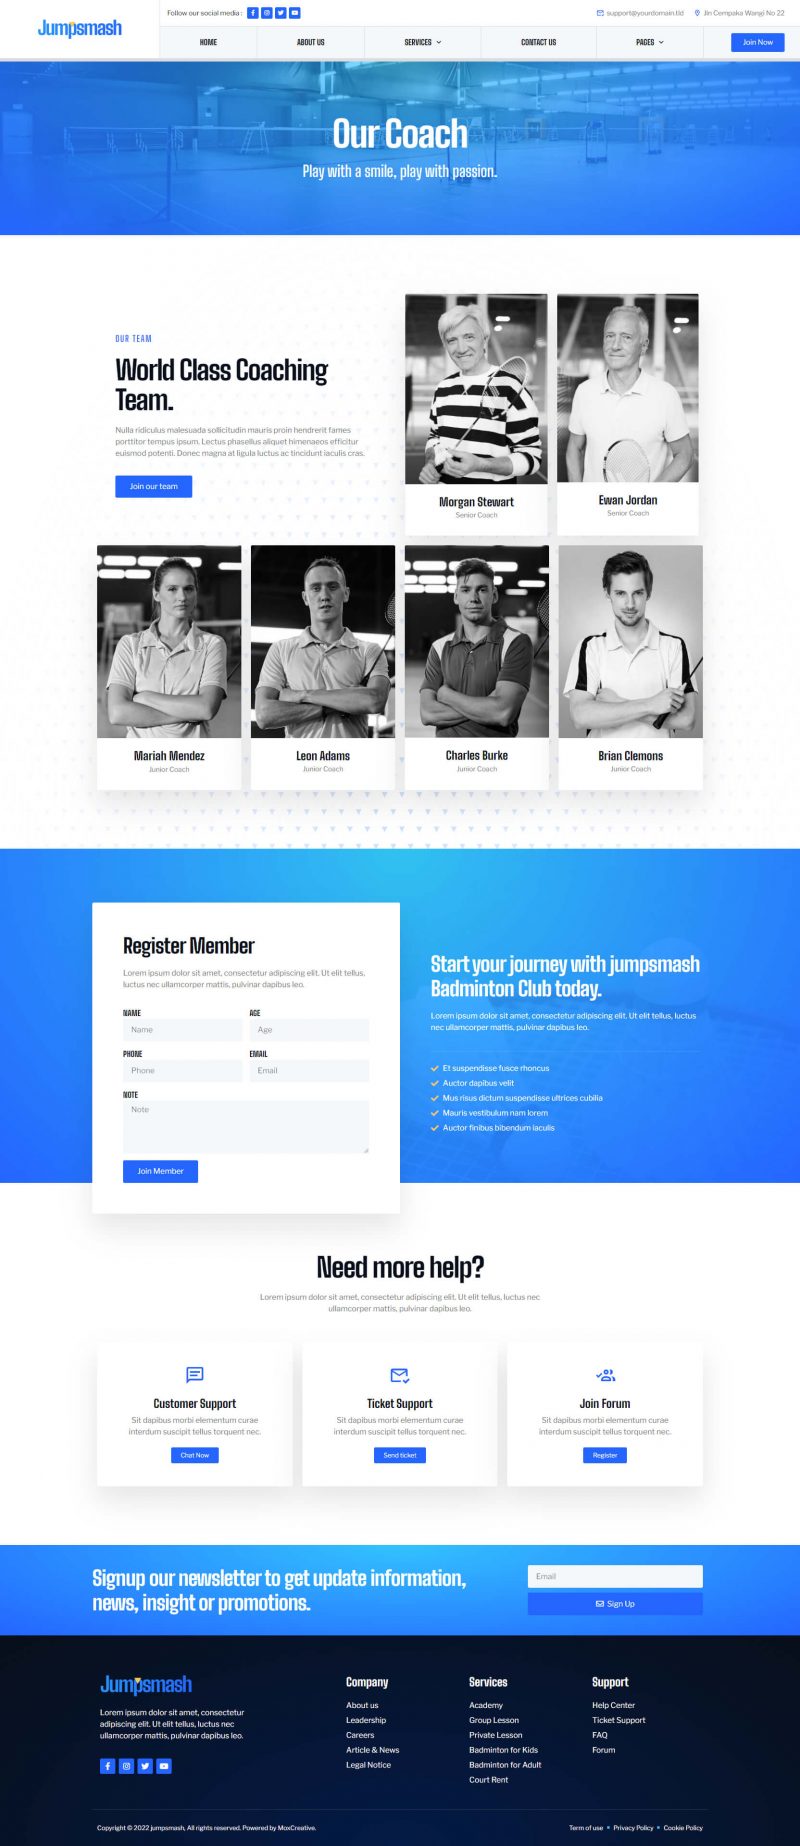 Jumpsmash
Follow our social media :
support@yourdomain.tld
Jln Cempaka Wangi No 22
HOME
ABOUT US
SERVICES
CONTACT US
PAGES
Join Now
Our Coach
Play with a smile, play with passion.
OUR TEAM
World Class Coaching
Team.
Nulla ridiculus malesuada sollicitudin mauris proin hendrerit fames
porttitor tempus ipsum. Lectus phasellus aliquet himenaeos efficitur
euismod potenti. Donec magna at ligula luctus ac tincidunt iaculis cras.
Join our team
Morgan Stewart
Senior Coach
Ewan Jordan
Senior Coach
Mariah Mendez
Junior Coach
Leon Adams
Junior Coach
Charles Burke
Junior Coach
Brian Clemons
Junior Coach
Register Member
Lorem ipsum dolor sit amet, consectetur adipiscing elit. Ut elit tellus,
luctus nec ullamcorper mattis, pulvinar dapibus leo.
NAME
AGE
Name
Age
PHONE
EMAIL
Phone
Email
NOTE
Note
Join Member
Start your journey with jumpsmash
Badminton Club today.
Lorem ipsum dolor sit amet, consectetur adipiscing elit. Ut elit tellus, luctus
nec ullamcorper mattis, pulvinar dapibus leo.
Et suspendisse fusce rhoncus
Auctor dapibus velit
Mus risus dictum suspendisse ultrices cubilia
Mauris vestibulum nam lorem
Auctor finibus bibendum iaculis
Need more help?
Lorem ipsum dolor sit amet, consectetur adipiscing elit. Ut elit tellus, luctus nec
ullamcorper mattis, pulvinar dapibus leo.
Customer Support
Sit dapibus morbi elementum curae
interdum suscipit tellus torquent nec.
Chat Now
Ticket Support
Sit dapibus morbi elementum curae
interdum suscipit tellus torquent nec.
Send ticket
Join Forum
Sit dapibus morbi elementum curae
interdum suscipit tellus torquent nec.
Register
Signup our newsletter to get update information,
news, insight or promotions.
Email
Sign Up
Jumpsmash
Lorem ipsum dolor sit amet, consectetur
adipiscing elit. Ut elit tellus, luctus nec
ullamcorper mattis, pulvinar dapibus leo.
Company
About us
Leadership
Careers
Article & News
Legal Notice
Services
Academy
Group Lesson
Private Lesson
Badminton for Kids
Badminton for Adult
Court Rent
Support
Help Center
Ticket Support
FAQ
Forum
Copyright © 2022 jumpsmash, All rights reserved. Powered by MoxCreative.
Term of use
Privacy Policy
Cookie Policy